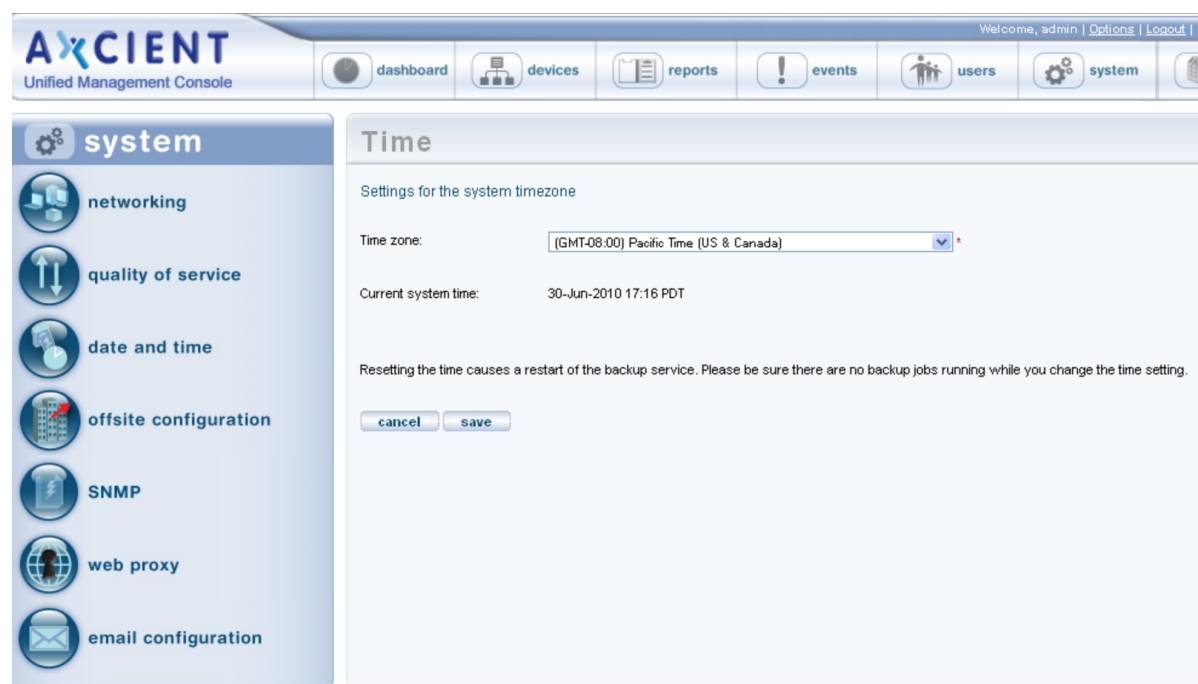 AXCIENT
Unified Management Console
Welcome, admin | Options | Logout |
dashboard
devices
reports
events
users
system
system
networking
quality of service
date and time
offsite configuration
SNMP
web proxy
email configuration
Time
Settings for the system timezone
Time zone: (GMT-08:00) Pacific Time (US & Canada) *
Current system time: 30-Jun-2010 17:16 PDT
Resetting the time causes a restart of the backup service. Please be sure there are no backup jobs running while you change the time setting.
cancel save